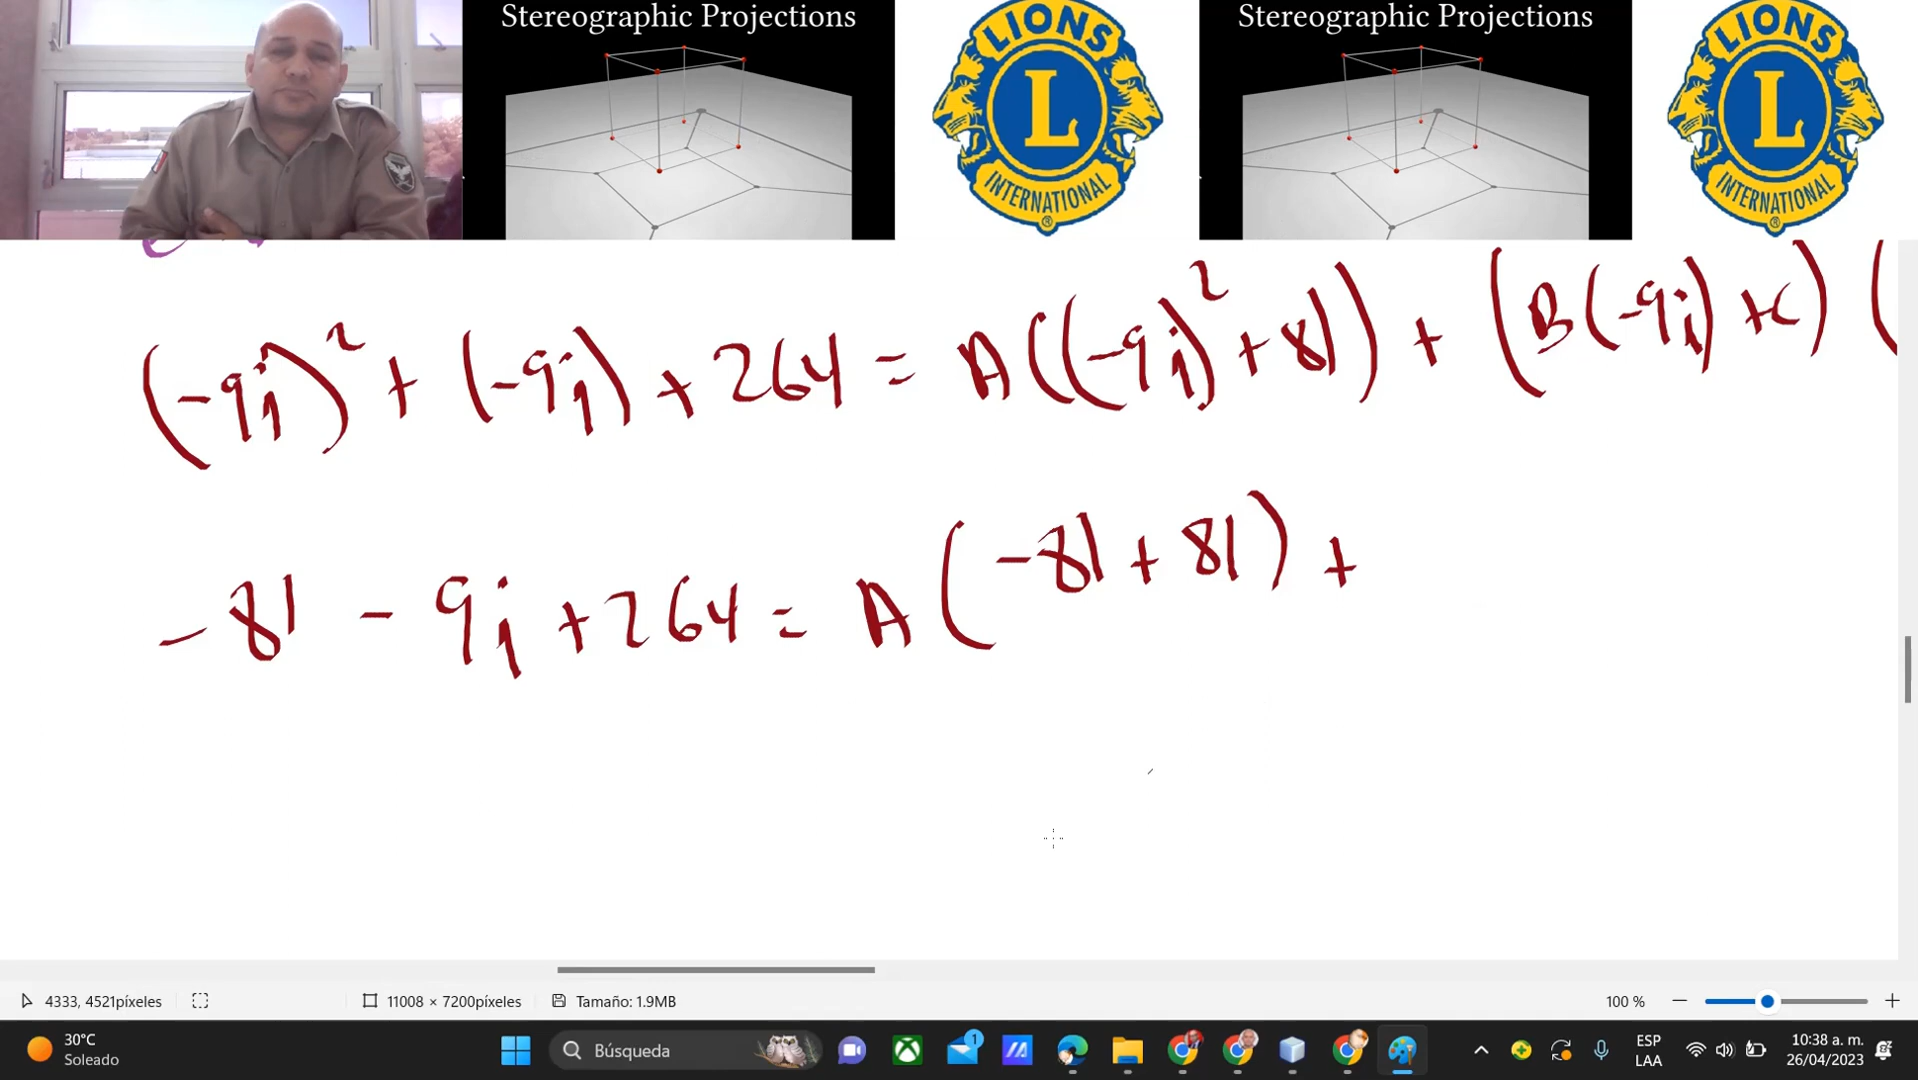 Stereographic Projections
LIONS
L
INTERNATIONAL
®
Stereographic Projections
LIONS
L
INTERNATIONAL
®
(-9i)² + (-9i) + 264 = A((-9i)² + 81) + (B(-9i) + C) (
-81 - 9i + 264 = A(-81 + 81) +
4333, 4521píxeles
11008 × 7200píxeles
Tamaño: 1.9MB
100 %
30°C
Soleado
Búsqueda
1
ESP
LAA
10:38 a. m.
26/04/2023